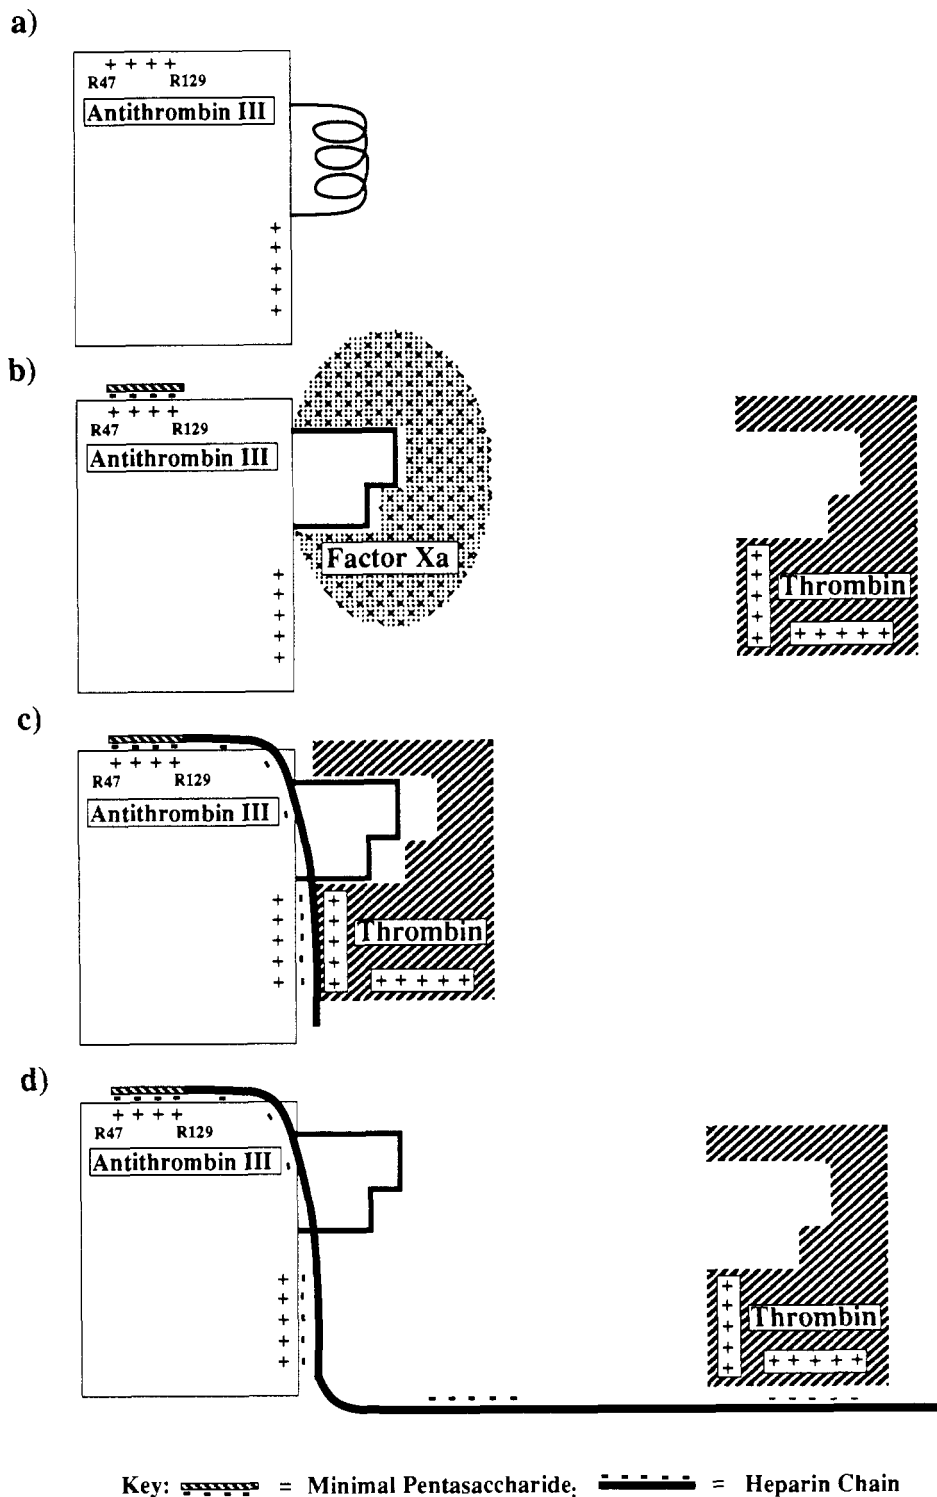 a)
+ + + +
R47 R129
Antithrombin III
+
+
+
+
+
b)
+ + + +
R47 R129
Antithrombin III
Factor Xa
+
+
+
+
+
+
+
+
+
+
Thrombin
+ + + + +
c)
+ + + +
R47 R129
Antithrombin III
+
+
+
+
+
+
+
+
+
+
Thrombin
+ + + + +
d)
+ + + +
R47 R129
Antithrombin III
+
+
+
+
+
+
+
+
+
+
Thrombin
+ + + + +
Key: = Minimal Pentasaccharide; = Heparin Chain